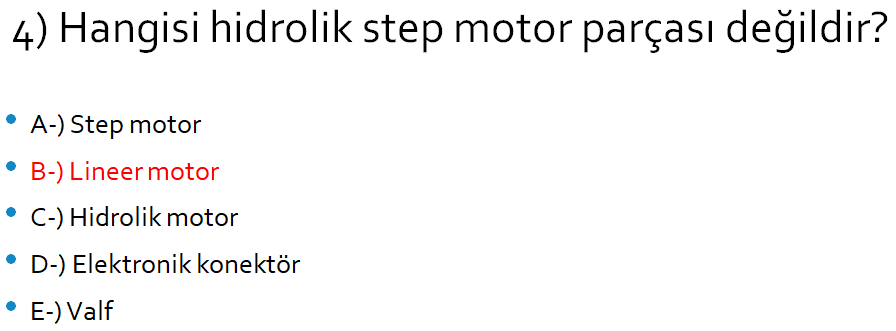 4) Hangisi hidrolik step motor parçası değildir?
• A-) Step motor
• B-) Lineer motor
• C-) Hidrolik motor
• D-) Elektronik konektör
• E-) Valf